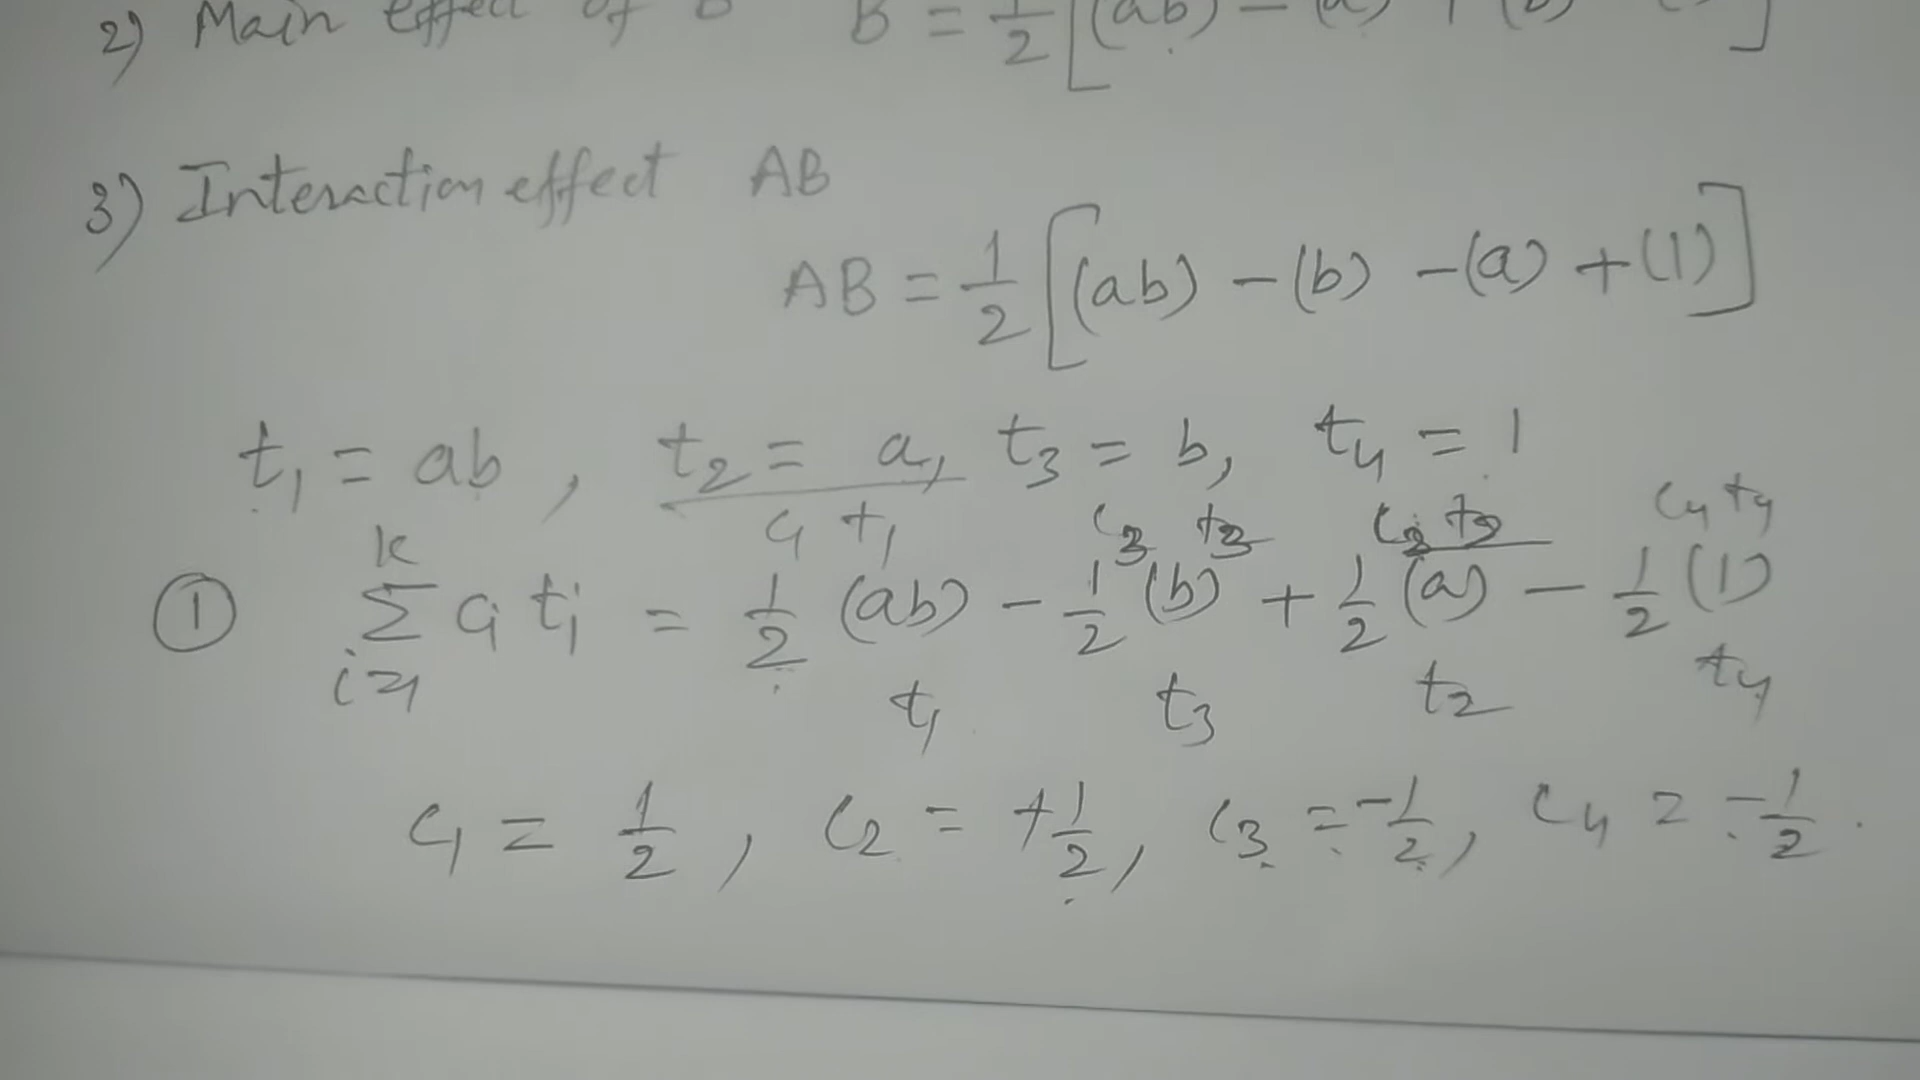 2) Main effect of B B = 1/2 [(ab) - (a) + (b) -
3) Interaction effect AB
AB = 1/2 [(ab) - (b) - (a) + (1)]
t₁ = ab, t₂ = a, t₃ = b, t₄ = 1
c₁ t₁ c₃ t₃ c₂ t₂ c₄ t₄
① k Σ i=1 cᵢ tᵢ = 1/2 (ab) - 1/2 (b) + 1/2 (a) - 1/2 (1)
t₁ t₃ t₂ t₄
c₁ = 1/2, c₂ = +1/2, c₃ = -1/2, c₄ = -1/2.